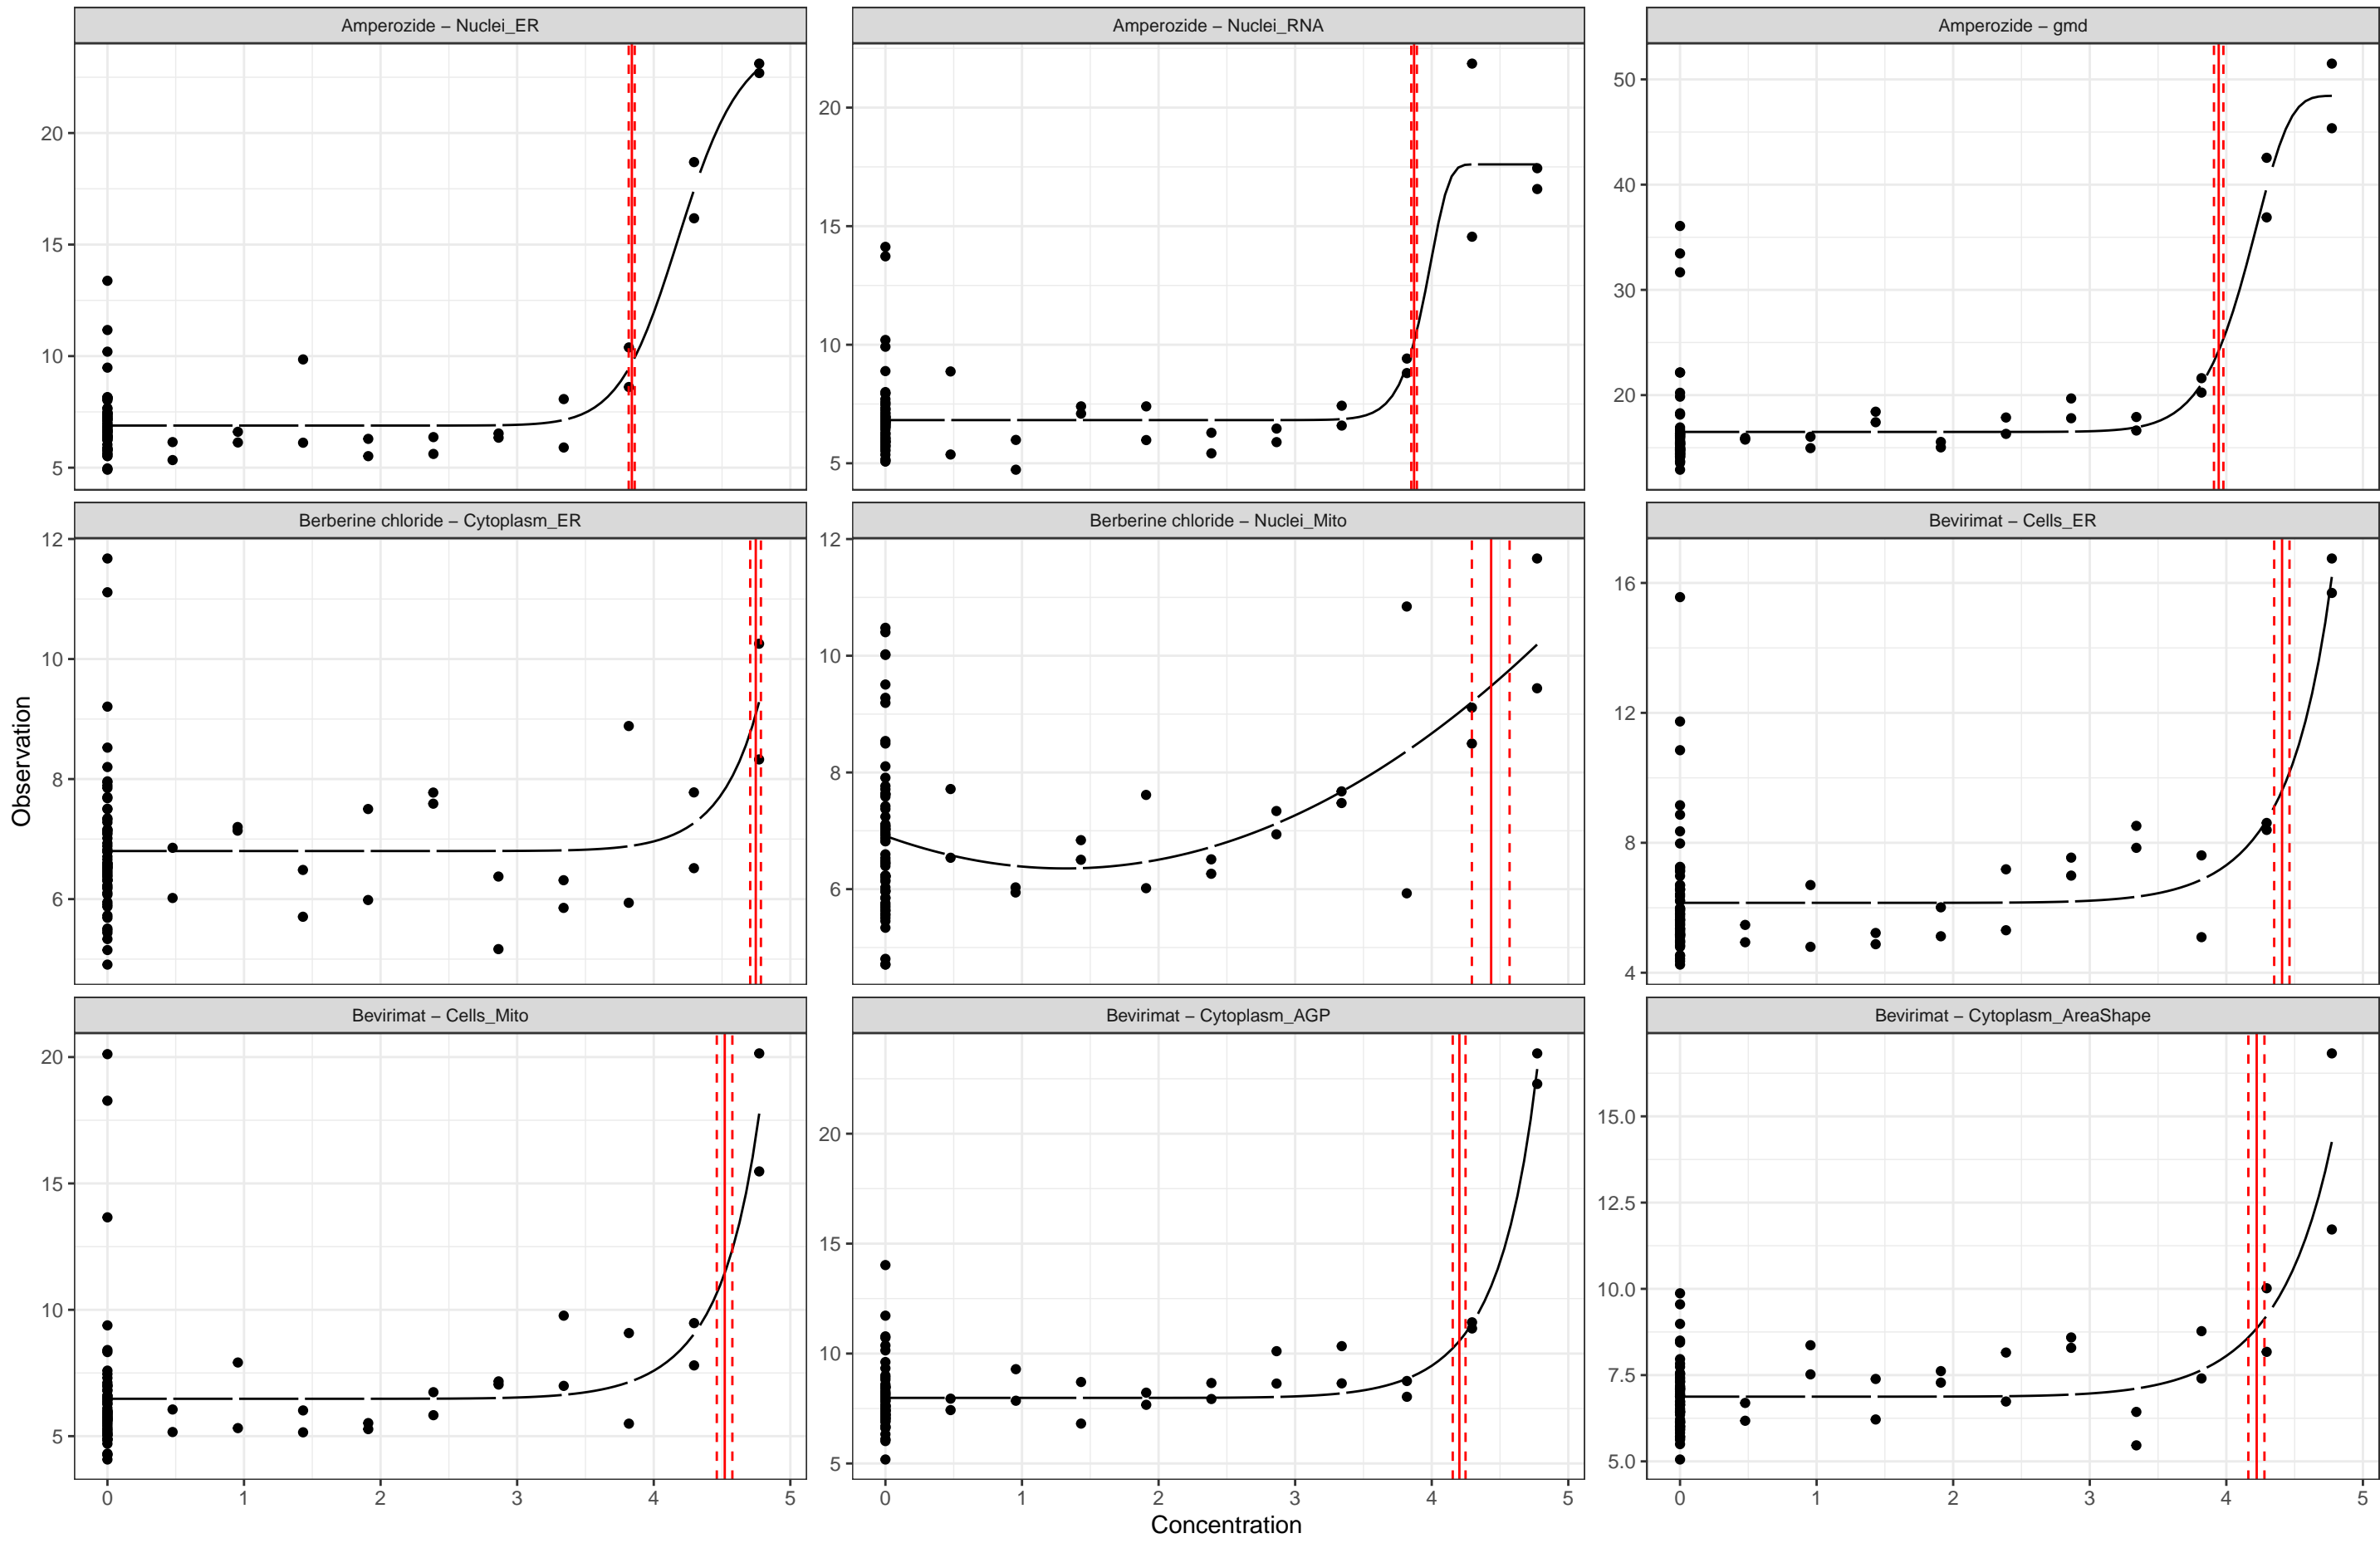 Amperozide – Nuclei_ER
Amperozide – Nuclei_RNA
Amperozide – gmd
20
15
10
5
20
15
10
5
50
40
30
20
Berberine chloride – Cytoplasm_ER
Berberine chloride – Nuclei_Mito
Bevirimat – Cells_ER
12
10
8
6
12
10
8
6
16
12
8
4
Observation
Bevirimat – Cells_Mito
Bevirimat – Cytoplasm_AGP
Bevirimat – Cytoplasm_AreaShape
20
15
10
5
20
15
10
5
15.0
12.5
10.0
7.5
5.0
0 1 2 3 4 5
0 1 2 3 4 5
0 1 2 3 4 5
Concentration